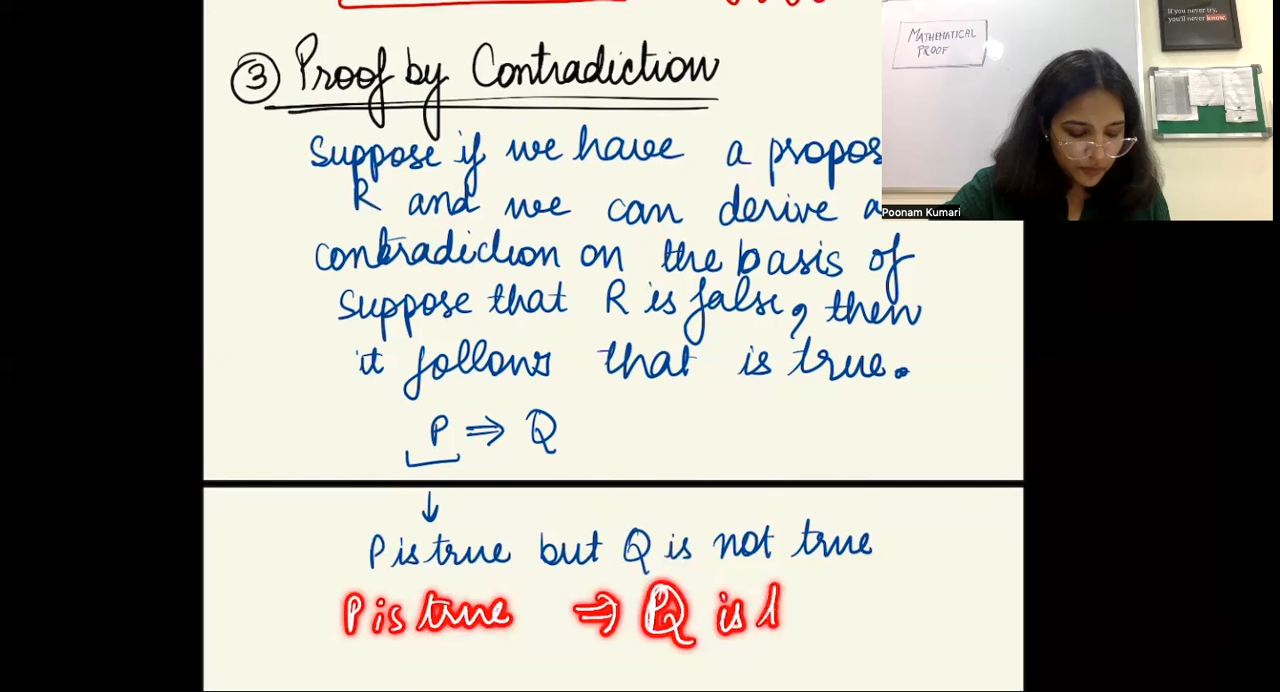 ③ Proof by Contradiction
Suppose if we have a propos
R and we can derive a
contradiction on the basis of
suppose that R is false, then
it follows that is true.
P ⇒ Q
↓
P is true but Q is not true
P is true ⇒ Q is
MATHEMATICAL
PROOF
If you never try,
you'll never know.
Poonam Kumari